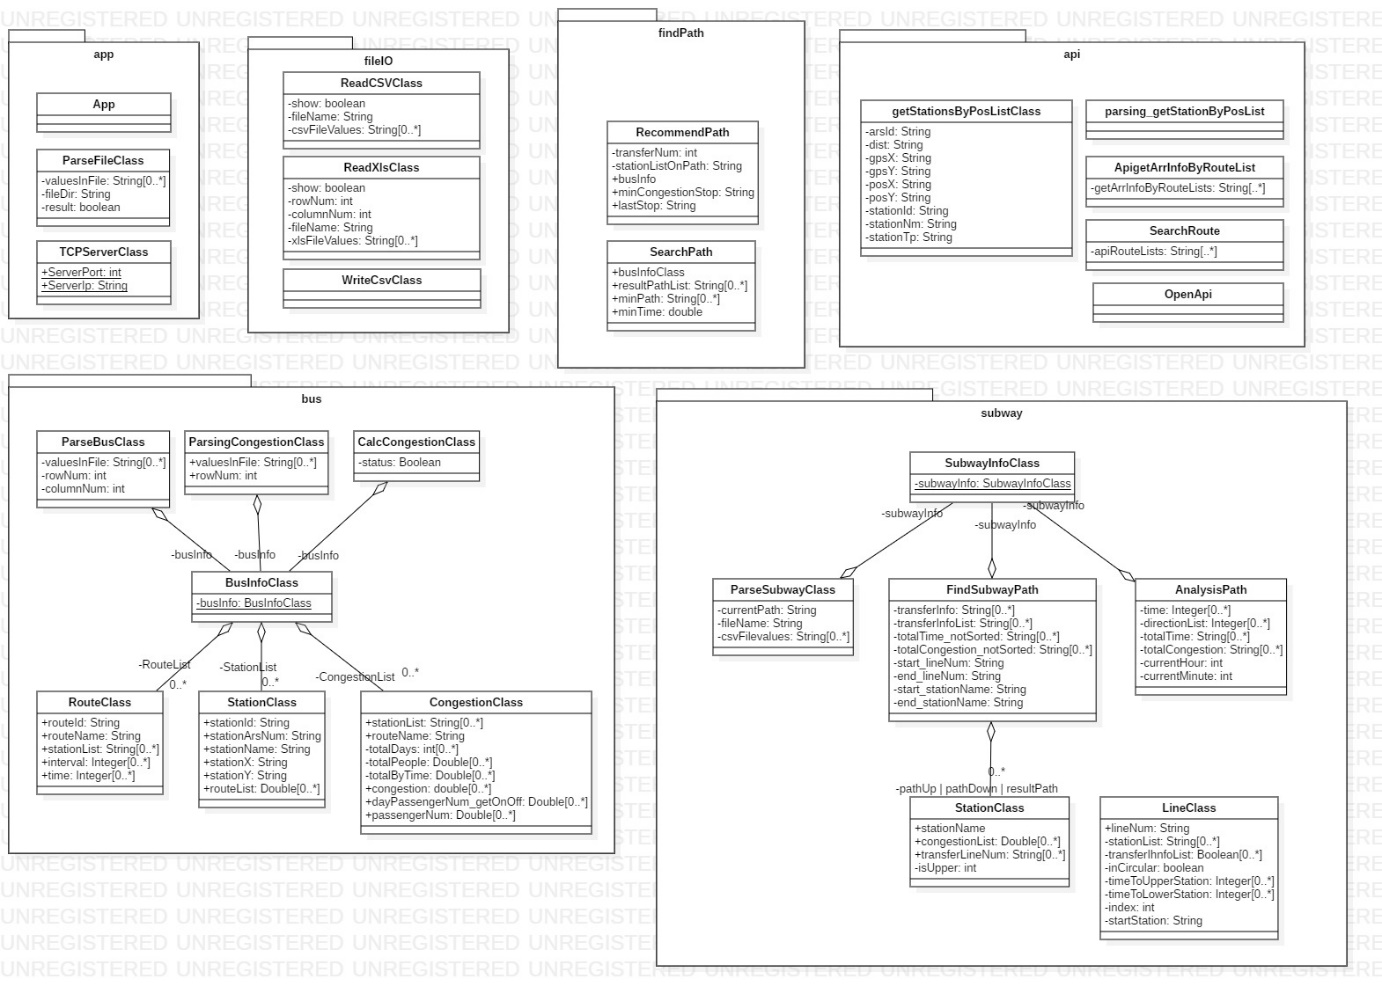 app
App
ParseFileClass
-valuesInFile: String[0..*]
-fileDir: String
-result: boolean
TCPServerClass
+ServerPort: int
+ServerIp: String
fileIO
ReadCSVClass
-show: boolean
-fileName: String
-csvFileValues: String[0..*]
ReadXlsClass
-show: boolean
-rowNum: int
-columnNum: int
-fileName: String
-xlsFileValues: String[0..*]
WriteCsvClass
findPath
RecommendPath
-transferNum: int
-stationListOnPath: String
+busInfo
+minCongestionStop: String
+lastStop: String
SearchPath
+busInfoClass
+resultPathList: String[0..*]
+minPath: String[0..*]
+minTime: double
api
getStationsByPosListClass
-arsId: String
-dist: String
-gpsX: String
-gpsY: String
-posX: String
-posY: String
-stationId: String
-stationNm: String
-stationTp: String
parsing_getStationByPosList
ApigetArrInfoByRouteList
-getArrInfoByRouteLists: String[..*]
SearchRoute
-apiRouteLists: String[..*]
OpenApi
bus
ParseBusClass
-valuesInFile: String[0..*]
-rowNum: int
-columnNum: int
ParsingCongestionClass
+valuesInFile: String[0..*]
+rowNum: int
CalcCongestionClass
-status: Boolean
-busInfo
-busInfo
-busInfo
BusInfoClass
-busInfo: BusInfoClass
-RouteList
0..*
-StationList
0..*
-CongestionList
0..*
RouteClass
+routeId: String
+routeName: String
+stationList: String[0..*]
+interval: Integer[0..*]
+time: Integer[0..*]
StationClass
+stationId: String
+stationArsNum: String
+stationName: String
+stationX: String
+stationY: String
+routeList: Double[0..*]
CongestionClass
+stationList: String[0..*]
+routeName: String
-totalDays: int[0..*]
-totalPeople: Double[0..*]
-totalByTime: Double[0..*]
+congestion: double[0..*]
+dayPassengerNum_getOnOff: Double[0..*]
+passengerNum: Double[0..*]
subway
SubwayInfoClass
-subwayInfo: SubwayInfoClass
-subwayInfo
-subwayInfo
-subwayInfo
ParseSubwayClass
-currentPath: String
-fileName: String
-csvFilevalues: String[0..*]
FindSubwayPath
-transferInfo: String[0..*]
-transferInfoList: String[0..*]
-totalTime_notSorted: String[0..*]
-totalCongestion_notSorted: String[0..*]
-start_lineNum: String
-end_lineNum: String
-start_stationName: String
-end_stationName: String
AnalysisPath
-time: Integer[0..*]
-directionList: Integer[0..*]
-totalTime: String[0..*]
-totalCongestion: String[0..*]
-currentHour: int
-currentMinute: int
0..*
-pathUp | pathDown | resultPath
StationClass
+stationName
+congestionList: Double[0..*]
+transferLineNum: String[0..*]
-isUpper: int
LineClass
+lineNum: String
-stationList: String[0..*]
-transferIhnfoList: Boolean[0..*]
-inCircular: boolean
-timeToUpperStation: Integer[0..*]
-timeToLowerStation: Integer[0..*]
-index: int
-startStation: String